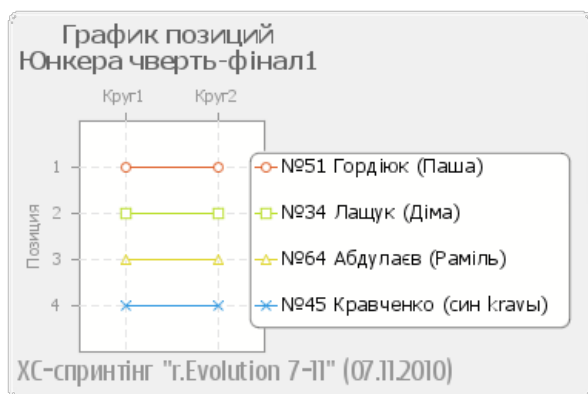 График позиций
Юнкера чверть-фінал1
Круг1 Круг2
Позиция
1 №51 Гордіюк (Паша)
2 №34 Лащук (Діма)
3 №64 Абдулаєв (Раміль)
4 №45 Кравченко (син kravы)
ХС-спринтінг "r.Evolution 7-11" (07.11.2010)